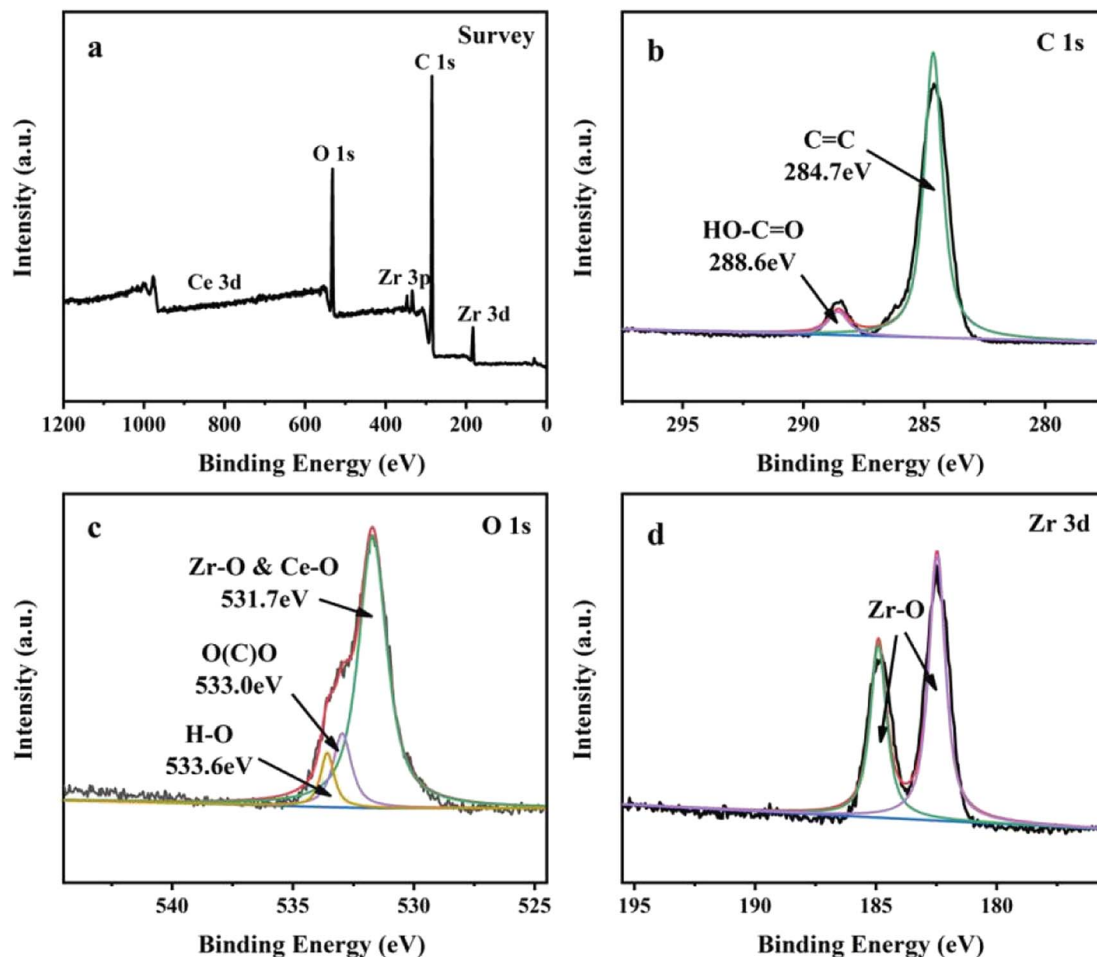 a
Survey
C 1s
O 1s
Ce 3d
Zr 3p
Zr 3d
Intensity (a.u.)
1200 1000 800 600 400 200 0
Binding Energy (eV)
b
C 1s
C=C
284.7eV
HO-C=O
288.6eV
Intensity (a.u.)
295 290 285 280
Binding Energy (eV)
c
O 1s
Zr-O & Ce-O
531.7eV
O(C)O
533.0eV
H-O
533.6eV
Intensity (a.u.)
540 535 530 525
Binding Energy (eV)
d
Zr 3d
Zr-O
Intensity (a.u.)
195 190 185 180
Binding Energy (eV)